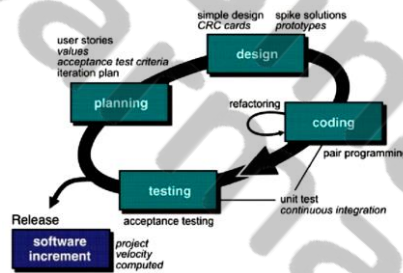 simple design
CRC cards
spike solutions
prototypes
user stories
values
acceptance test criteria
iteration plan
design
planning
refactoring
coding
pair programming
testing
unit test
continuous integration
acceptance testing
Release
software
increment
project
velocity
computed